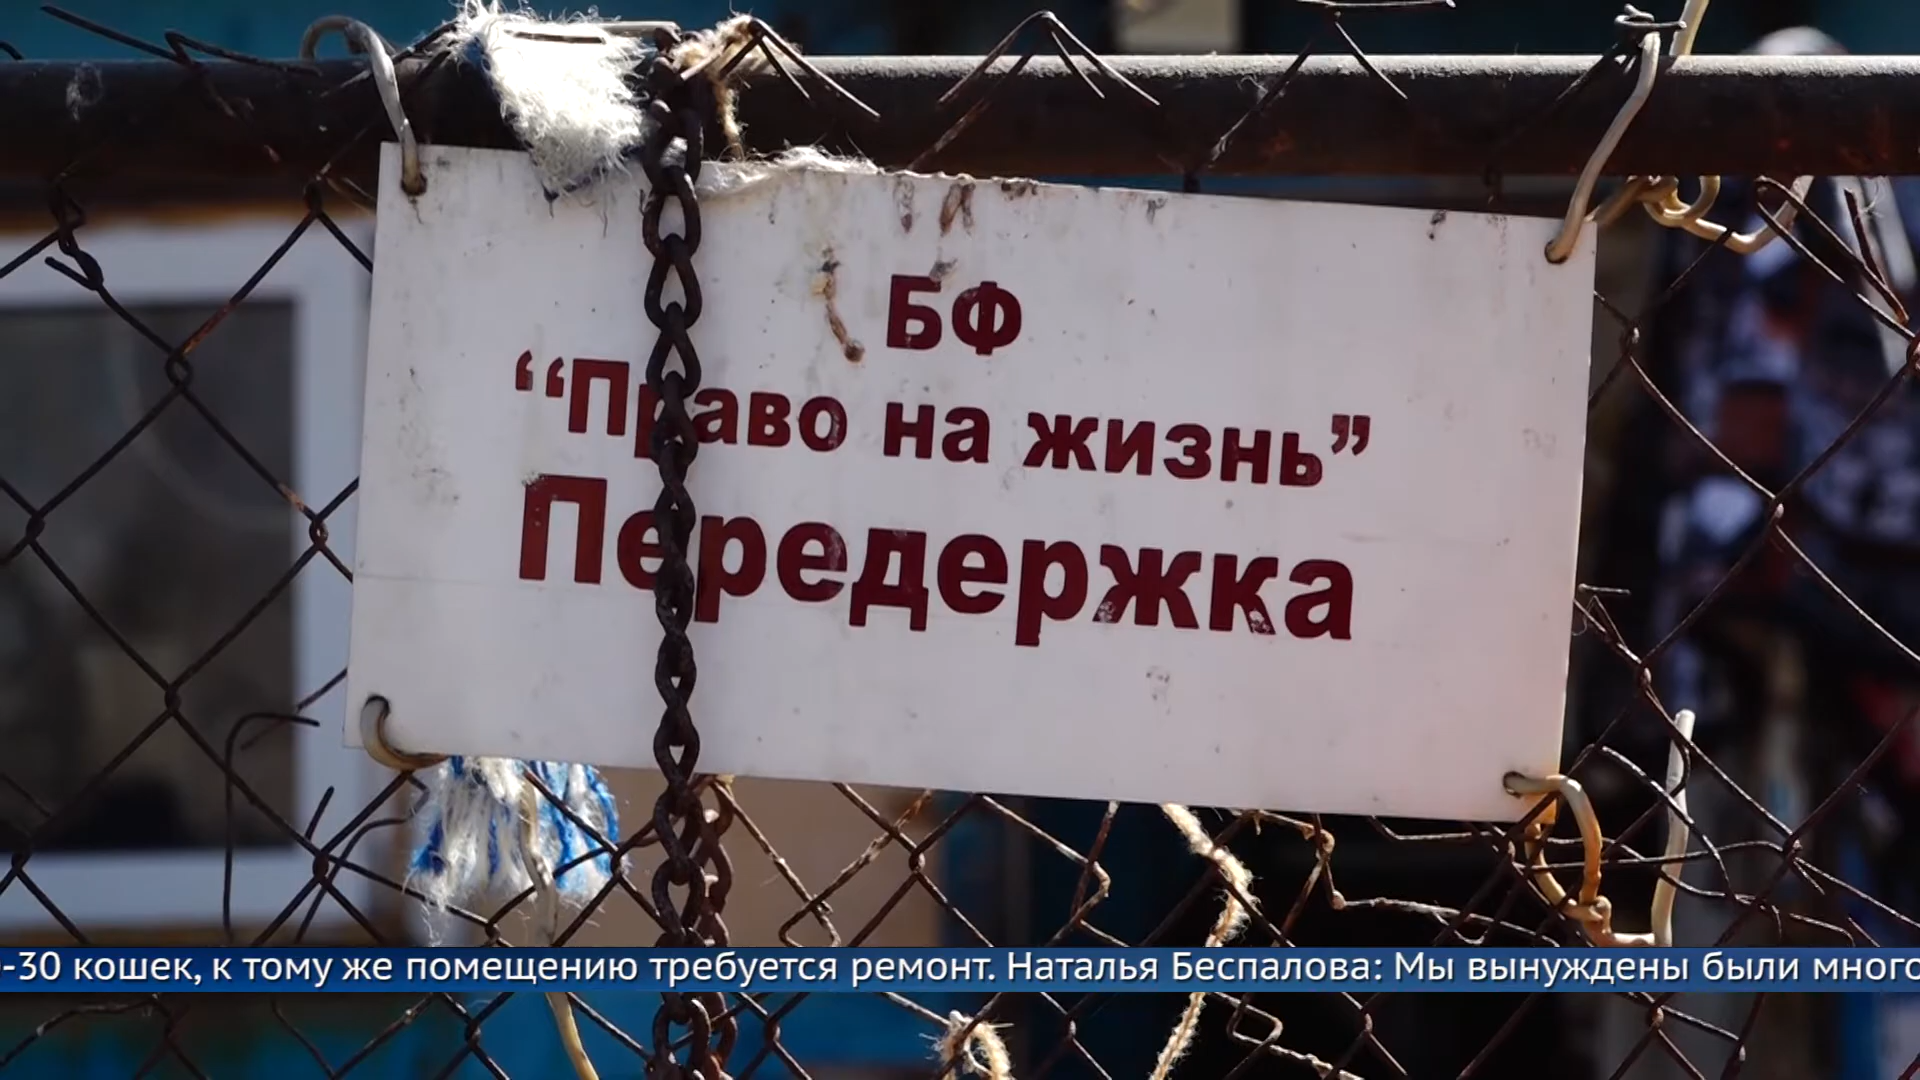 БФ
“Право на жизнь”
Передержка
-30 кошек, к тому же помещению требуется ремонт. Наталья Беспалова: Мы вынуждены были много